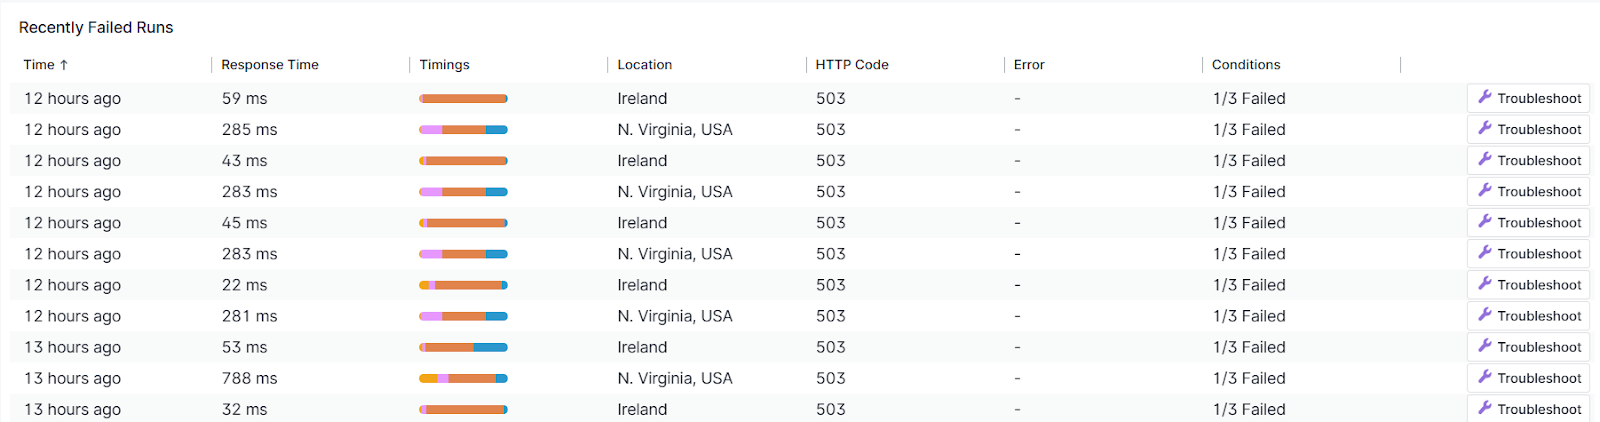 Recently Failed Runs
Time ↑ Response Time Timings Location HTTP Code Error Conditions
12 hours ago 59 ms Ireland 503 - 1/3 Failed Troubleshoot
12 hours ago 285 ms N. Virginia, USA 503 - 1/3 Failed Troubleshoot
12 hours ago 43 ms Ireland 503 - 1/3 Failed Troubleshoot
12 hours ago 283 ms N. Virginia, USA 503 - 1/3 Failed Troubleshoot
12 hours ago 45 ms Ireland 503 - 1/3 Failed Troubleshoot
12 hours ago 283 ms N. Virginia, USA 503 - 1/3 Failed Troubleshoot
12 hours ago 22 ms Ireland 503 - 1/3 Failed Troubleshoot
12 hours ago 281 ms N. Virginia, USA 503 - 1/3 Failed Troubleshoot
13 hours ago 53 ms Ireland 503 - 1/3 Failed Troubleshoot
13 hours ago 788 ms N. Virginia, USA 503 - 1/3 Failed Troubleshoot
13 hours ago 32 ms Ireland 503 - 1/3 Failed Troubleshoot